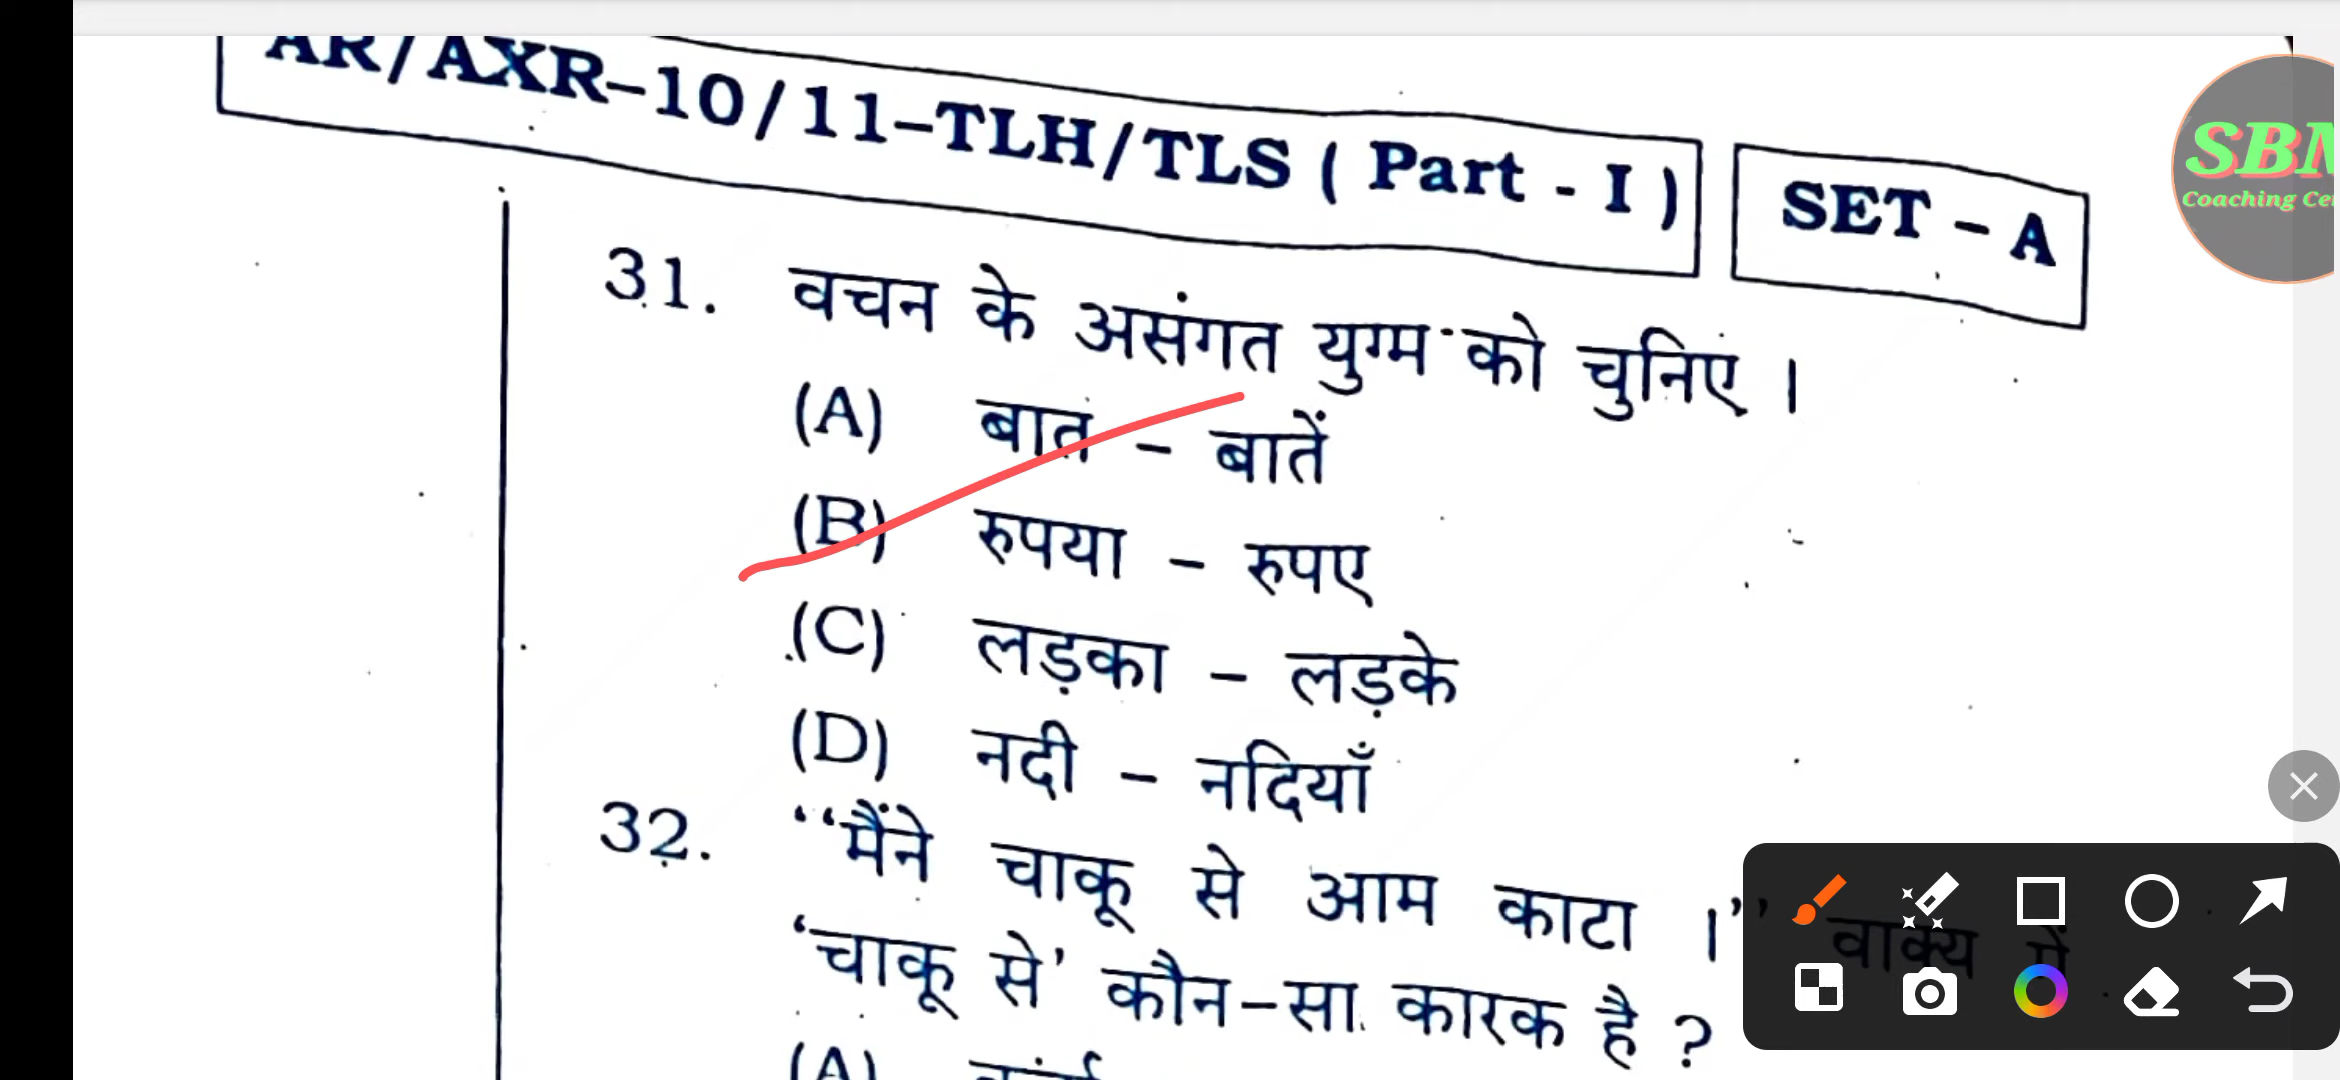 AR/AXR–10/11–TLH/TLS ( Part - I )
SET – A
SBM
Coaching Ce
31. वचन के असंगत युग्म को चुनिए ।
(A) बात – बातें
(B) रुपया – रुपए
(C) लड़का – लड़के
(D) नदी – नदियाँ
32. ‘‘मैंने चाकू से आम काटा ।’’ वाक्य में
‘चाकू से’ कौन-सा कारक है ?
(A)